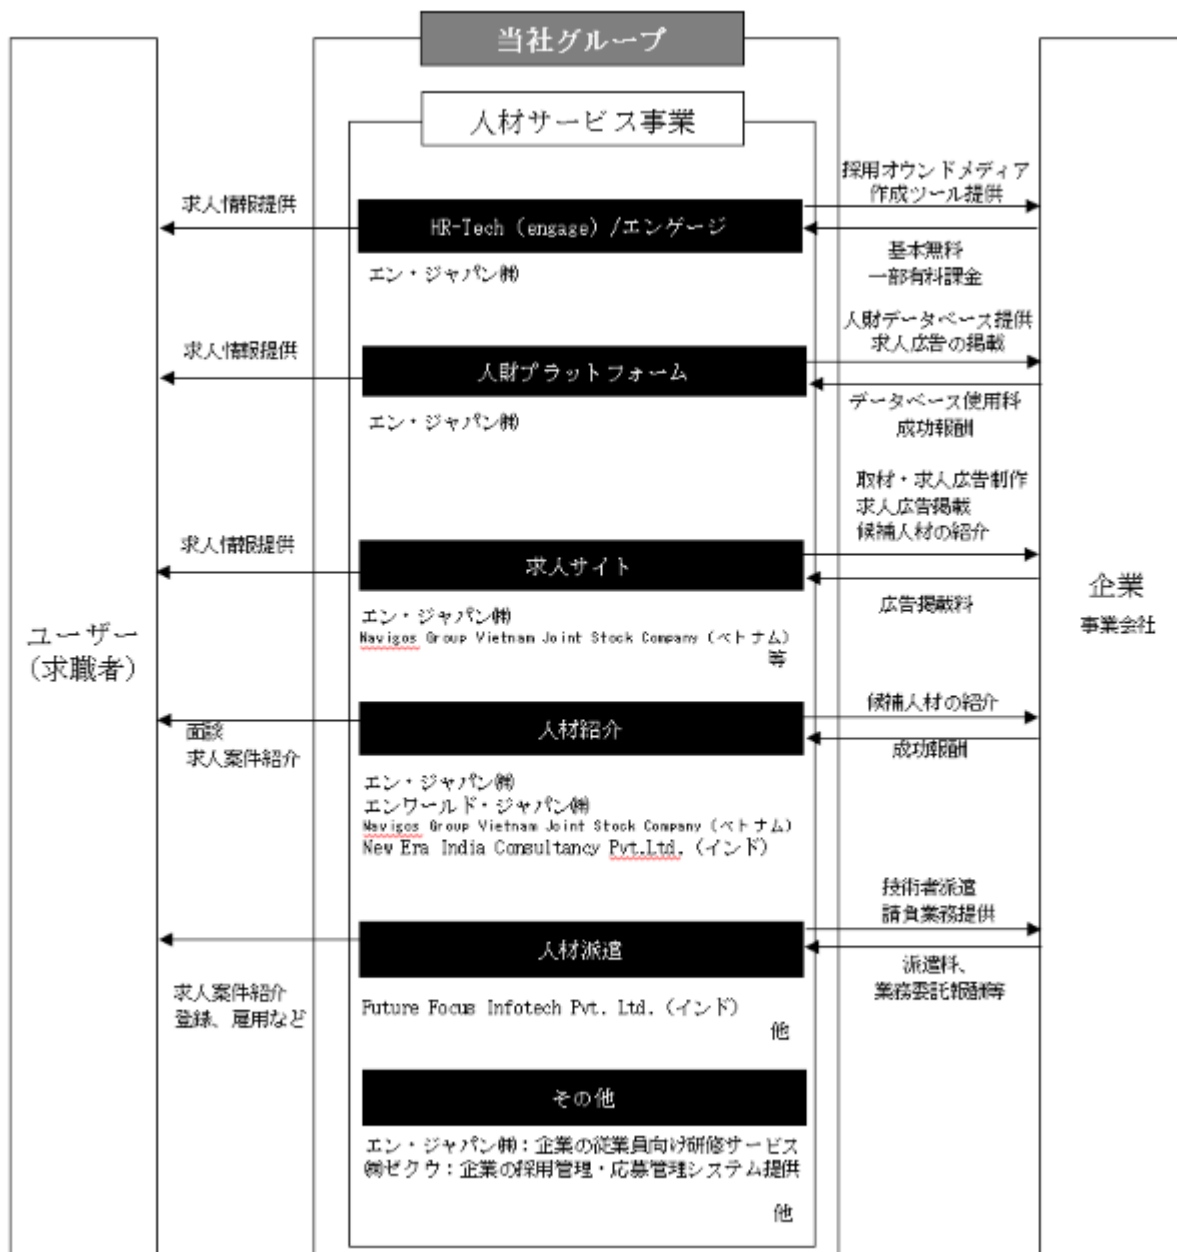 当社グループ
人材サービス事業
求人情報提供
HR-Tech (engage) /エンゲージ
エン・ジャパン㈱
採用オウンドメディア
作成ツール提供
基本無料
一部有料課金
求人情報提供
人財プラットフォーム
エン・ジャパン㈱
人財データベース提供
求人広告の掲載
データベース使用料
成功報酬
求人情報提供
求人サイト
エン・ジャパン㈱
Navigos Group Vietnam Joint Stock Company (ベトナム)
等
取材・求人広告制作
求人広告掲載
候補人材の紹介
広告掲載料
ユーザー
(求職者)
企業
事業会社
面談
求人案件紹介
人材紹介
エン・ジャパン㈱
エンワールド・ジャパン㈱
Navigos Group Vietnam Joint Stock Company (ベトナム)
New Era India Consultancy Pvt.Ltd. (インド)
候補人材の紹介
成功報酬
求人案件紹介
登録、雇用など
人材派遣
Future Focus Infotech Pvt. Ltd. (インド)
他
技術者派遣
請負業務提供
派遣料、
業務委託報酬等
その他
エン・ジャパン㈱：企業の従業員向け研修サービス
㈱ゼクウ：企業の採用管理・応募管理システム提供
他